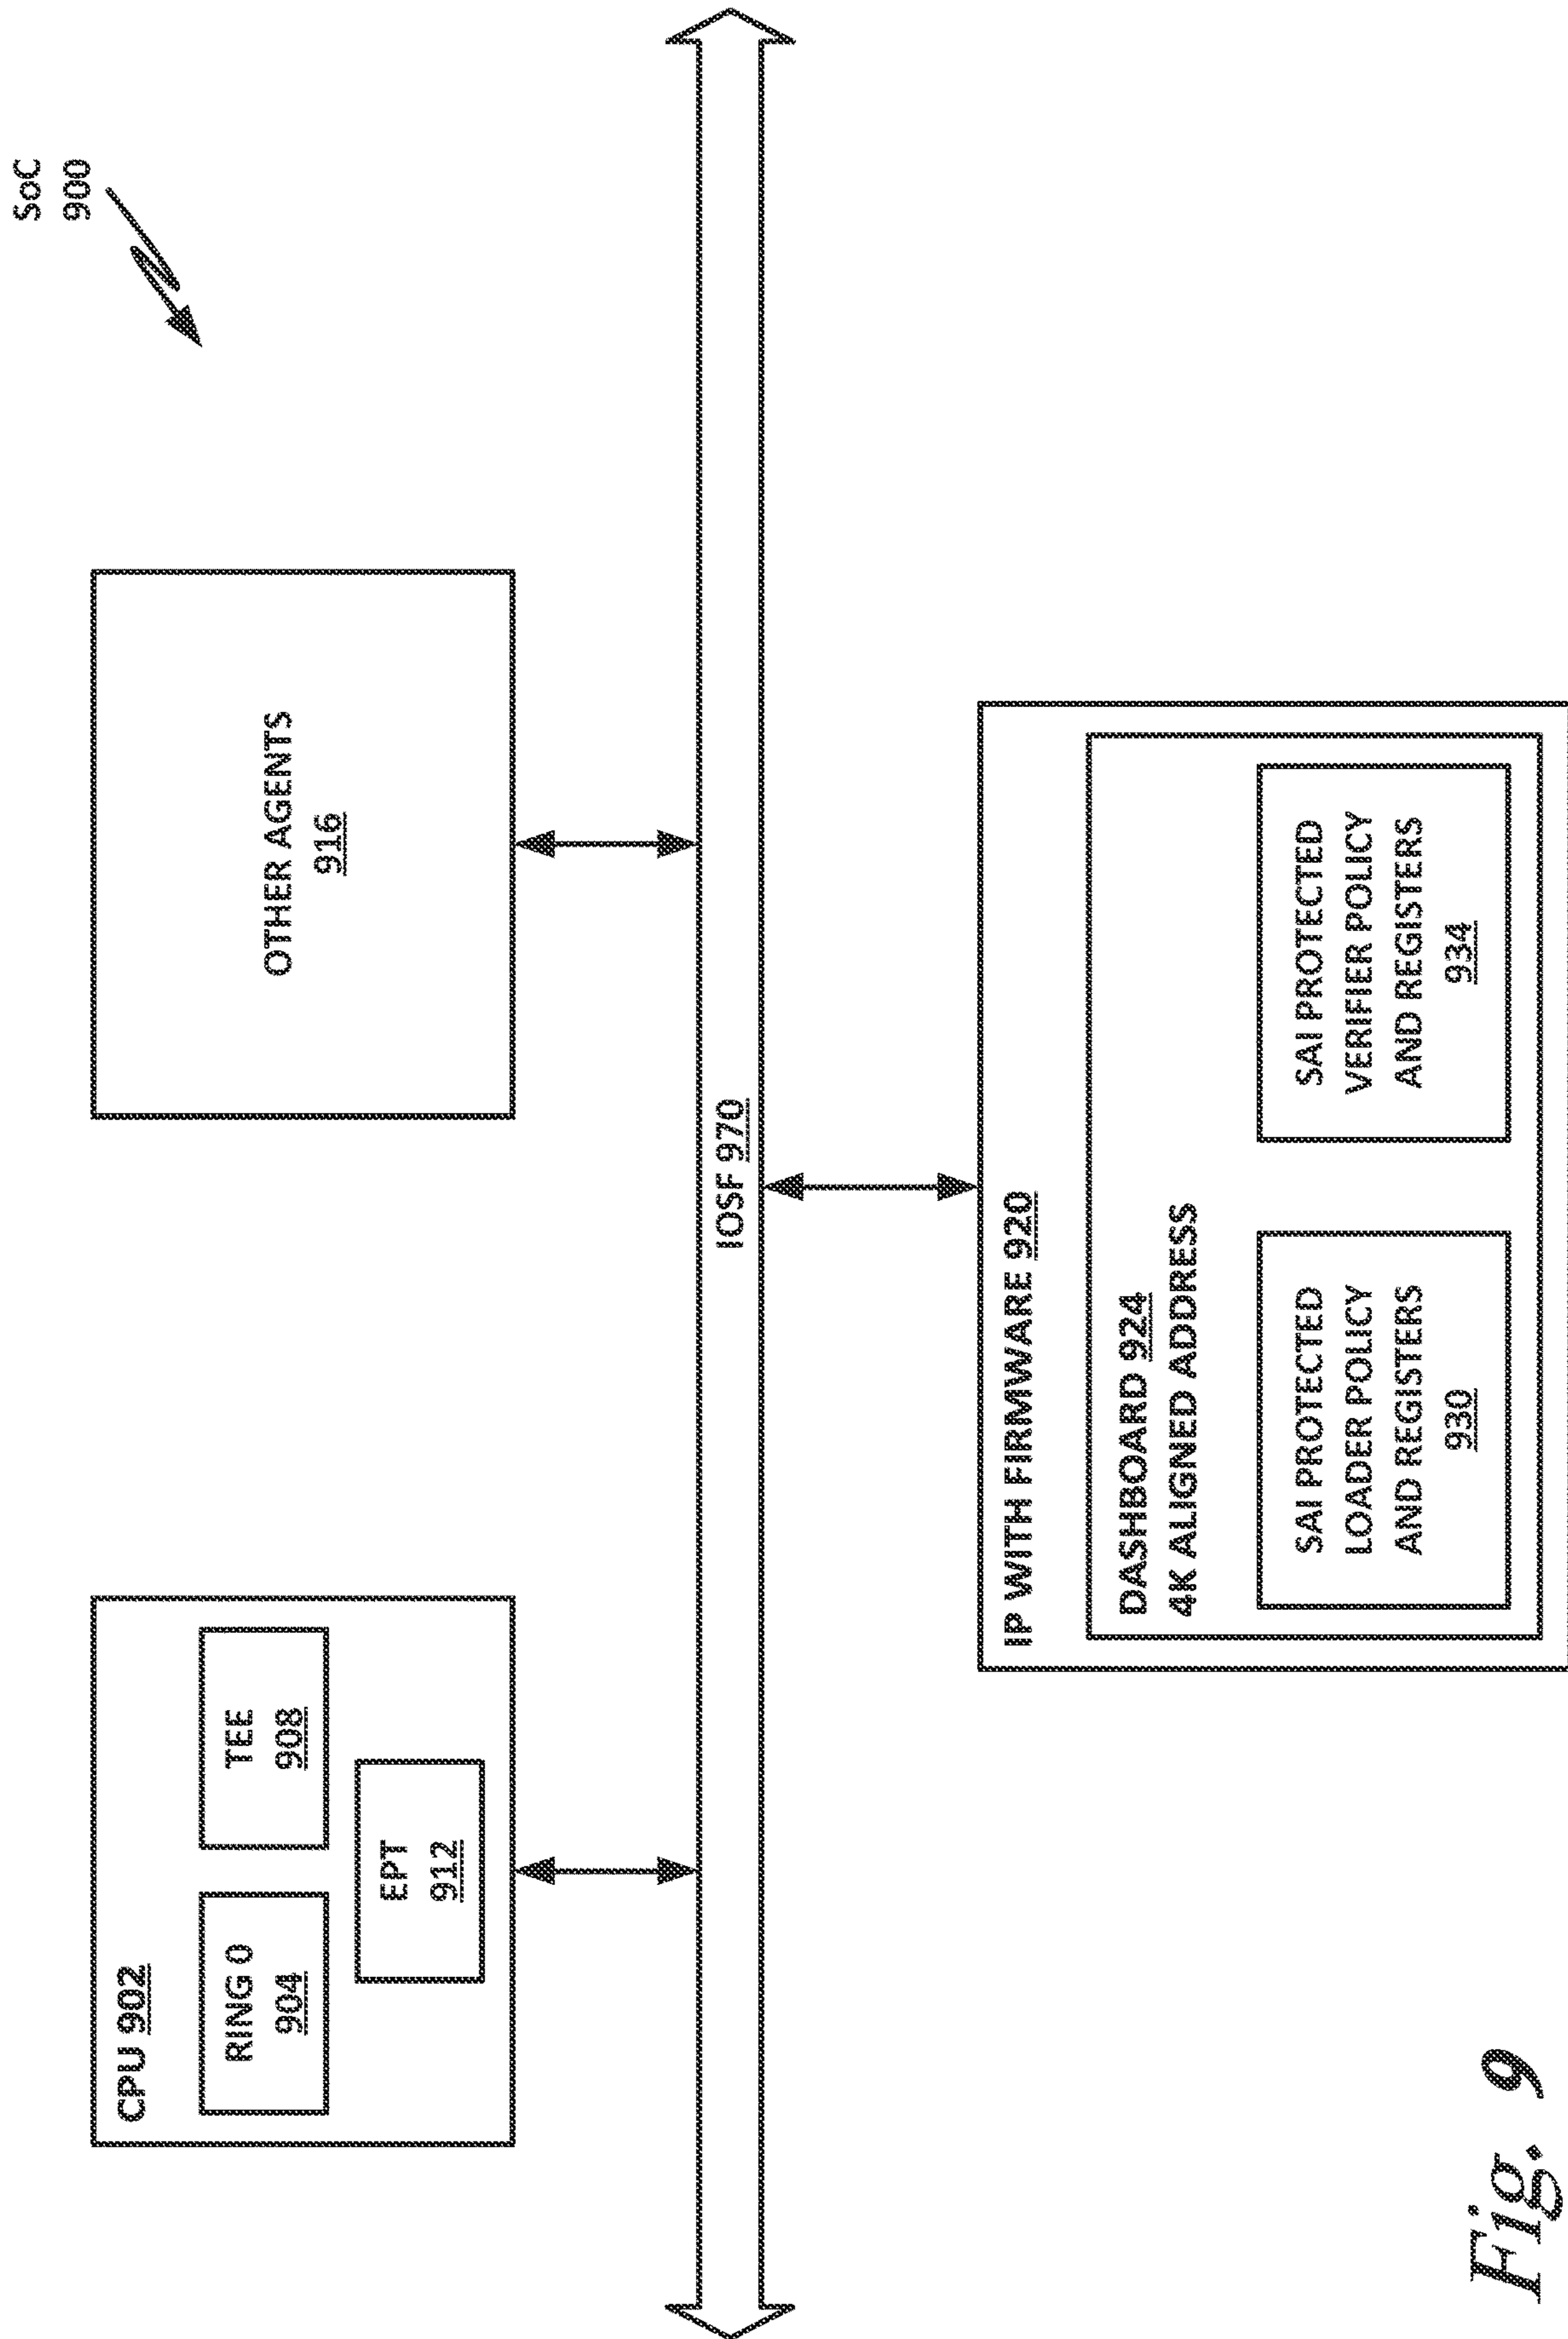 SoC
900
CPU 902
RING 0
904
TEE
908
EPT
912
OTHER AGENTS
916
IOSF 970
IP WITH FIRMWARE 920
DASHBOARD 924
4K ALIGNED ADDRESS
SAI PROTECTED
LOADER POLICY
AND REGISTERS
930
SAI PROTECTED
VERIFIER POLICY
AND REGISTERS
934
Fig. 9